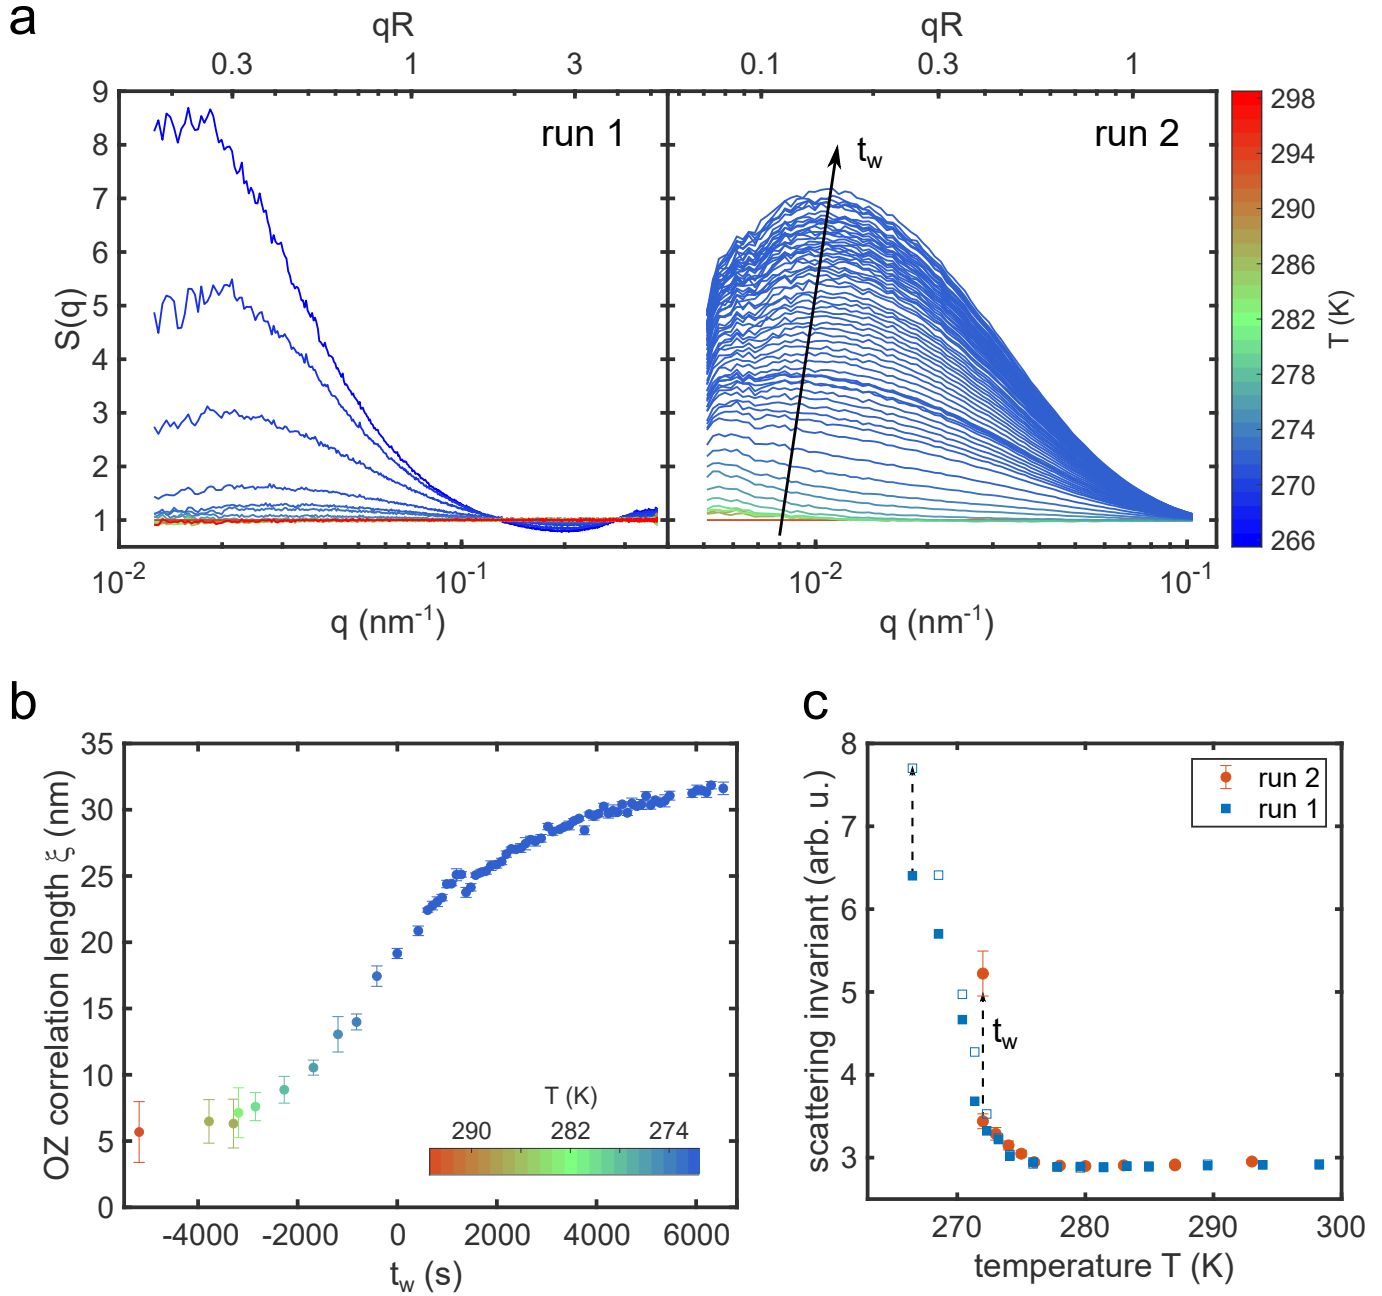 a
qR
qR
0.3 1 3
0.1 0.3 1
9
8
7
6
5
4
3
2
1
S(q)
run 1
run 2
t_w
10^-2 10^-1
10^-2 10^-1
q (nm^-1)
q (nm^-1)
298
294
290
286
282
278
274
270
266
T (K)
b
35
30
25
20
15
10
5
0
OZ correlation length ξ (nm)
T (K)
290 282 274
-4000 -2000 0 2000 4000 6000
t_w (s)
c
8
7
6
5
4
3
scattering invariant (arb. u.)
run 2
run 1
t_w
270 280 290 300
temperature T (K)